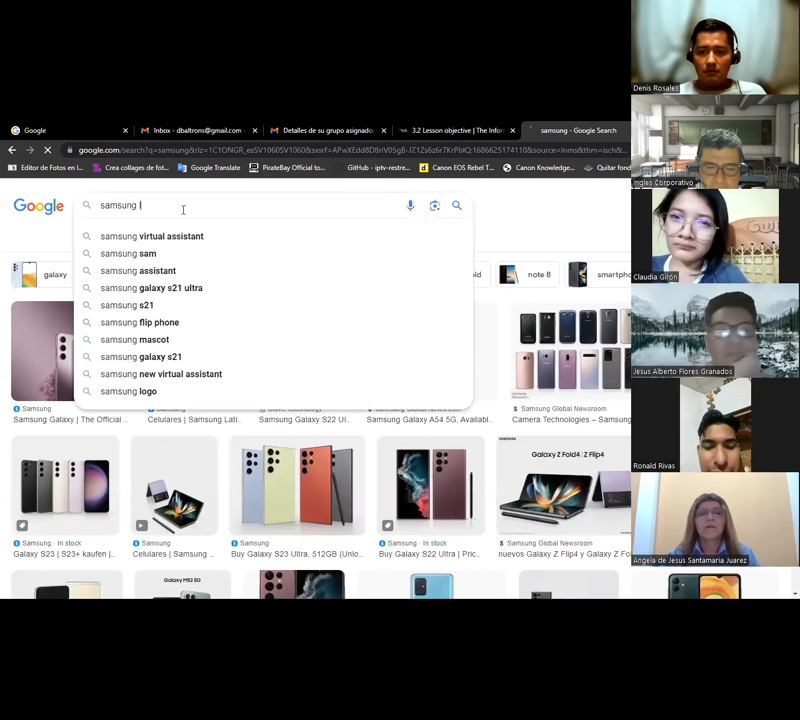 Denis Rosales
Google
Inbox - dbaltrons@gmail.com -
Detalles de su grupo asignado
3.2 Lesson objective | The Infor
samsung - Google Search
google.com/search?q=samsung&rlz=1C1ONGR_esSV1060SV1060&sxsrf=
Editor de Fotos en l...
Crea collages de fot...
Google Translate
PirateBay Official to...
GitHub - iptv-restre...
Canon EOS Rebel T...
Canon Knowledge...
Quitar fond
ENGLISH
Ingles Corporativo
Google
samsung l
samsung virtual assistant
samsung sam
samsung assistant
samsung galaxy s21 ultra
samsung s21
samsung flip phone
samsung mascot
samsung galaxy s21
samsung new virtual assistant
samsung logo
galaxy
old
note 8
smartpho
Claudia Girón
Jesus Alberto Flores Granados
Samsung
Samsung
Samsung Global Newsroom
Samsung Galaxy | The Official ...
Celulares | Samsung Lati...
Samsung Galaxy S22 Ul...
Samsung Galaxy A54 5G, Availabl...
Camera Technologies – Samsung
SAMSUNG
Galaxy Z Fold4 | Z Flip4
Ronald Rivas
Samsung · In stock
Samsung
Samsung
Samsung · In stock
Samsung Global Newsroom
Galaxy S23 | S23+ kaufen |...
Celulares | Samsung ...
Buy Galaxy S23 Ultra, 512GB (Unlo...
Buy Galaxy S22 Ultra | Pric...
nuevos Galaxy Z Flip4 y Galaxy Z Fo
Angela de Jesus Santamaria Juarez
Galaxy M53 5G